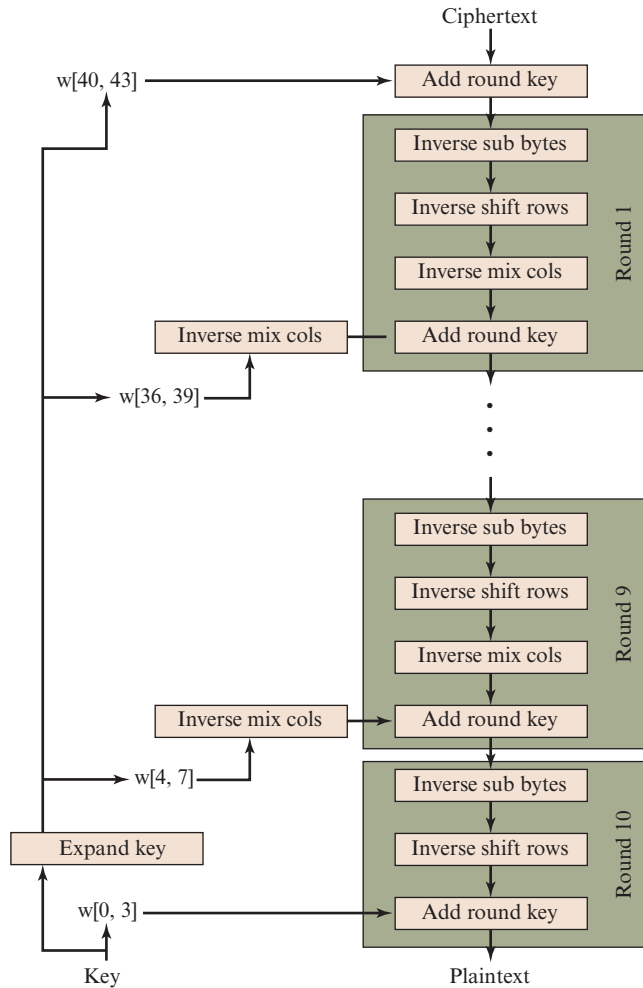 Ciphertext
w[40, 43]
Add round key
Inverse sub bytes
Inverse shift rows
Inverse mix cols
Add round key
Round 1
Inverse mix cols
w[36, 39]
Inverse sub bytes
Inverse shift rows
Inverse mix cols
Add round key
Round 9
Inverse mix cols
w[4, 7]
Inverse sub bytes
Inverse shift rows
Add round key
Round 10
Expand key
w[0, 3]
Key
Plaintext